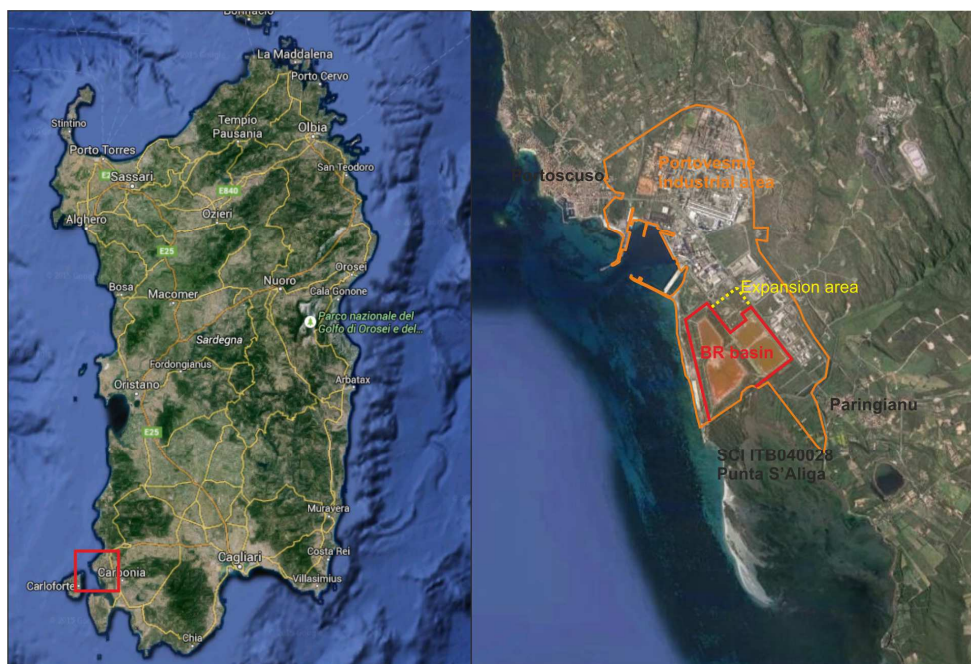 Bonifacio
La Maddalena
Porto Cervo
Stintino
Tempio
Pausania
Olbia
Porto Torres
San Teodoro
Sassari
E840
Alghero
Ozieri
E25
Orosei
Nuoro
Bosa
Cala Gonone
Macomer
Parco nazionale del
Golfo di Orosei e del...
Sardegna
Fordongianus
Arbatax
Oristano
E25
Muravera
Cagliari
Costa Rei
Carbonia
Carloforte
Villasimius
Chia
Portoscuso
Portovesme
Industrial area
Expansion area
BR basin
Paringianu
SCI ITB040028
Punta S'Aliga